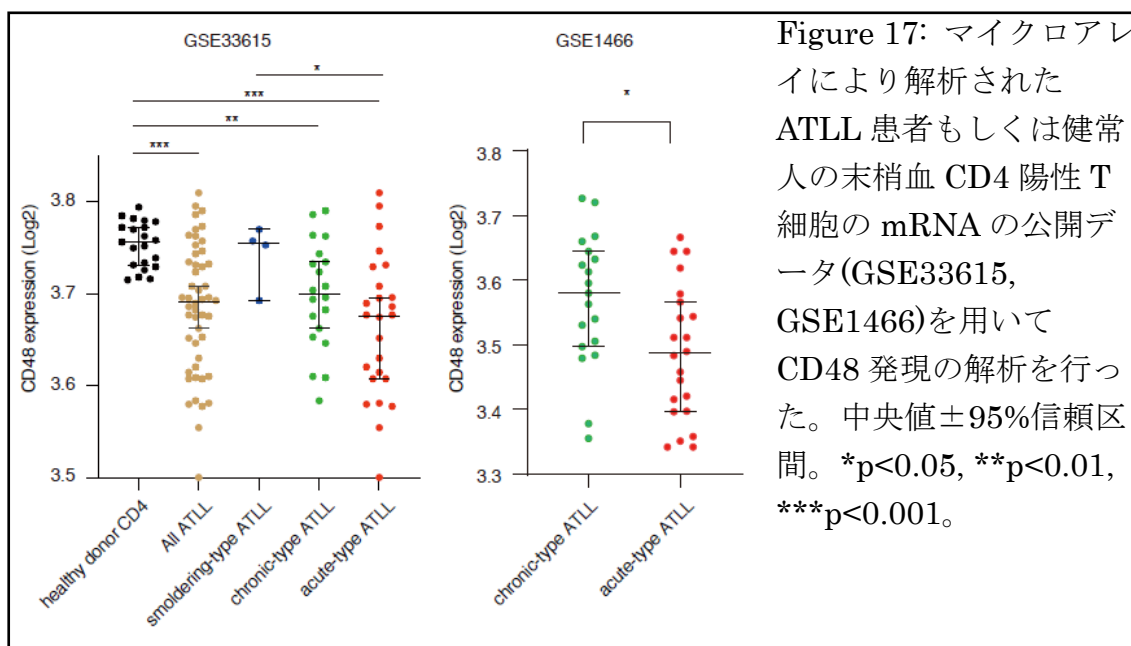 GSE33615
GSE1466
*
***
**
***
*
CD48 expression (Log2)
3.8
3.7
3.6
3.5
healthy donor CD4
All ATLL
smoldering-type ATLL
chronic-type ATLL
acute-type ATLL
CD48 expression (Log2)
3.8
3.7
3.6
3.5
3.4
3.3
chronic-type ATLL
acute-type ATLL
Figure 17: マイクロアレ
イにより解析された
ATLL 患者もしくは健常
人の末梢血 CD4 陽性 T
細胞の mRNA の公開デ
ータ(GSE33615,
GSE1466)を用いて
CD48 発現の解析を行っ
た。中央値±95%信頼区
間。*p<0.05, **p<0.01,
***p<0.001。